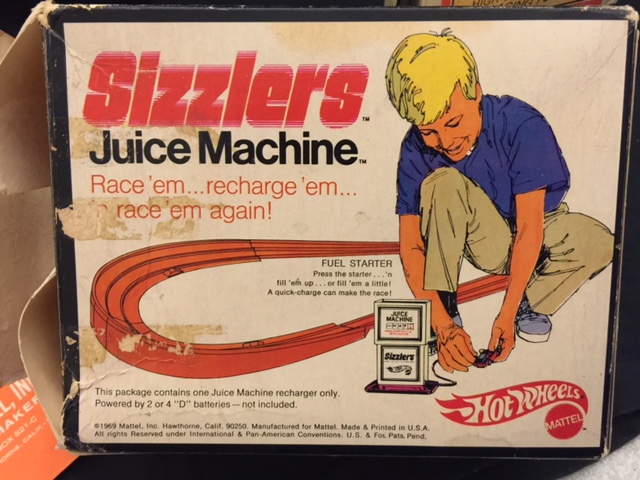 Sizzlers™
Juice Machine™
Race 'em...recharge 'em...
race 'em again!
FUEL STARTER
Press the starter...'n
fill 'em up...or fill 'em a little!
A quick-charge can make the race!
JUICE
MACHINE
Sizzlers
This package contains one Juice Machine recharger only.
Powered by 2 or 4 "D" batteries—not included.
HOT WHEELS
MATTEL
©1969 Mattel, Inc. Hawthorne, Calif. 90250. Manufactured for Mattel. Made & Printed in U.S.A.
All rights Reserved under International & Pan-American Conventions. U.S. & For. Pats. Pend.